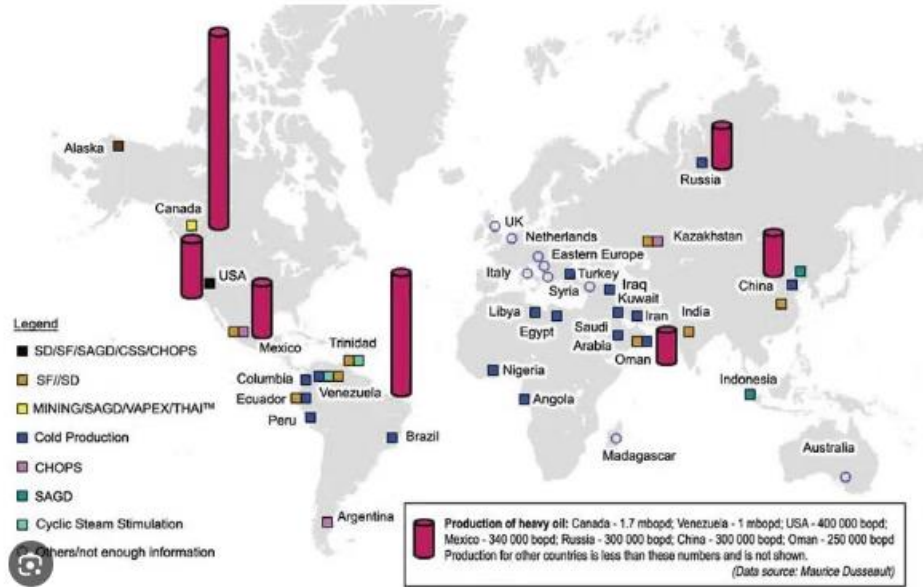 Alaska
Canada
USA
Mexico
Trinidad
Columbia
Venezuela
Ecuador
Peru
Brazil
Argentina
UK
Netherlands
Eastern Europe
Italy
Turkey
Syria
Iraq
Kuwait
Libya
Egypt
Saudi
Arabia
Iran
Oman
India
Nigeria
Angola
Madagascar
Kazakhstan
Russia
China
Indonesia
Australia
Legend
SD/SF/SAGD/CSS/CHOPS
SF//SD
MINING/SAGD/VAPEX/THAI™
Cold Production
CHOPS
SAGD
Cyclic Steam Stimulation
Others/not enough information
Production of heavy oil: Canada - 1.7 mbopd; Venezuela - 1 mbopd; USA - 400 000 bopd;
Mexico - 340 000 bopd; Russia - 300 000 bopd; China - 300 000 bopd; Oman - 250 000 bopd
Production for other countries is less than these numbers and is not shown.
(Data source: Maurice Dusseault)